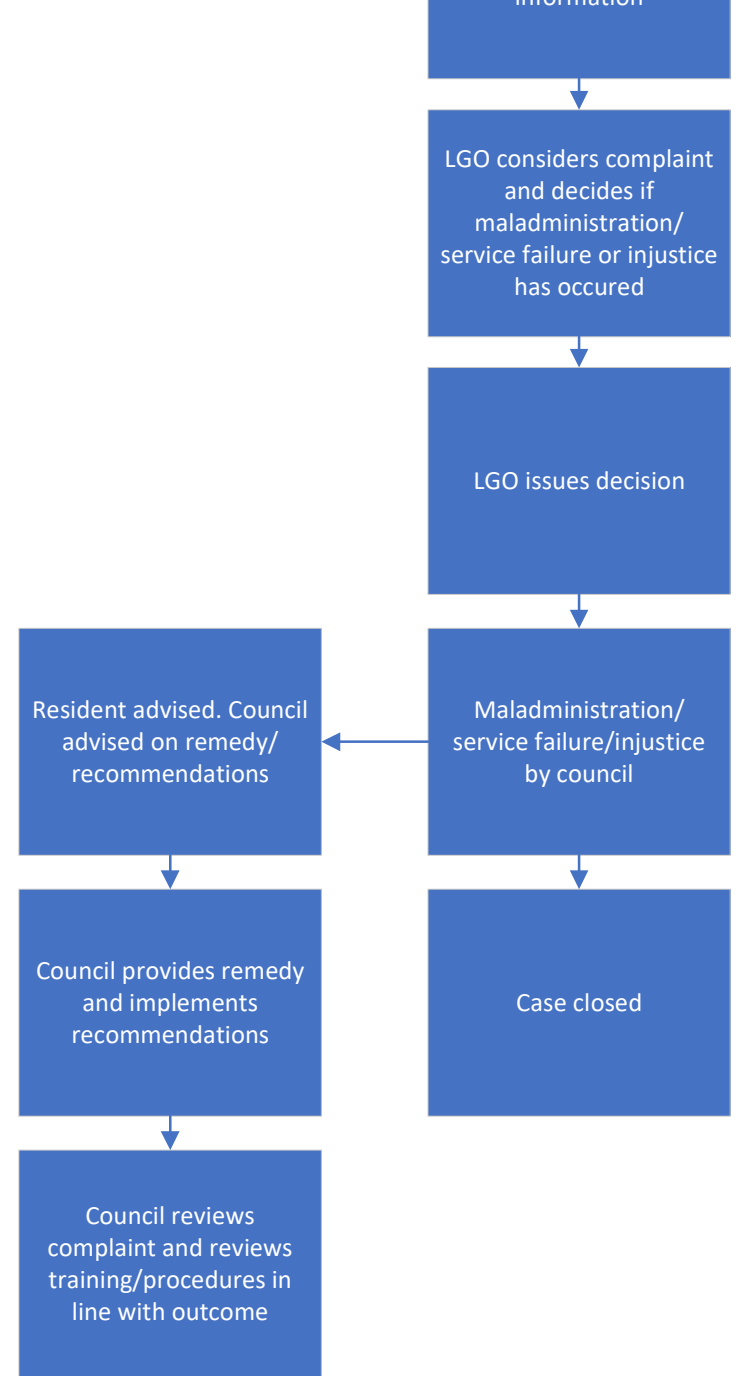 information
LGO considers complaint
and decides if
maladministration/
service failure or injustice
has occured
LGO issues decision
Resident advised. Council
advised on remedy/
recommendations
Maladministration/
service failure/injustice
by council
Council provides remedy
and implements
recommendations
Case closed
Council reviews
complaint and reviews
training/procedures in
line with outcome